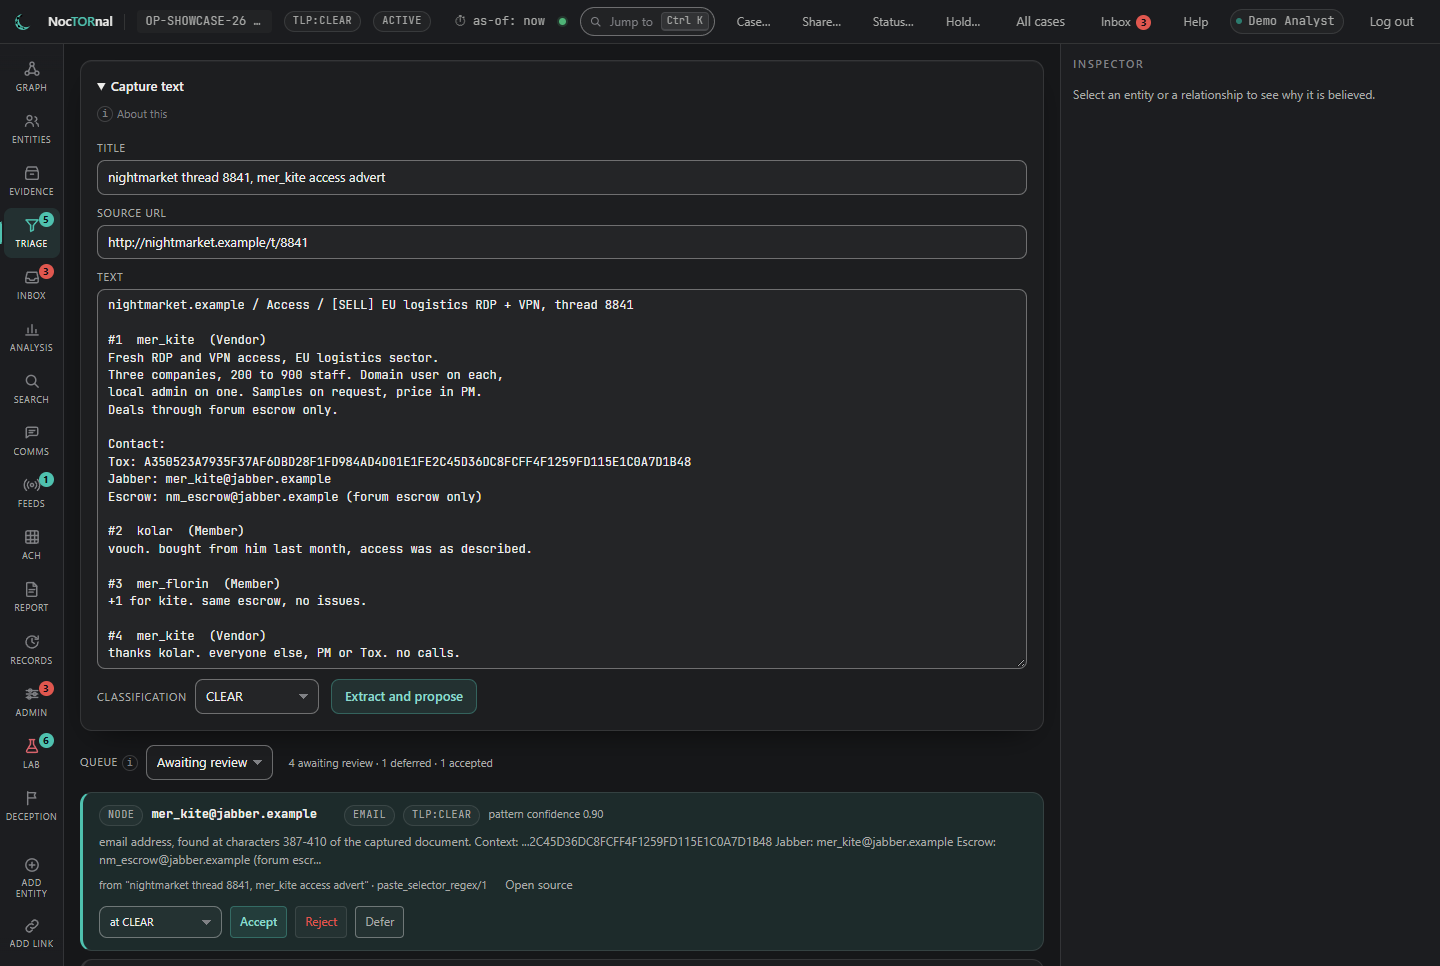 NocTORnal
OP-SHOWCASE-26 …
TLP:CLEAR
ACTIVE
as-of: now
Jump to
Ctrl K
Case...
Share...
Status...
Hold...
All cases
Inbox 3
Help
Demo Analyst
Log out
GRAPH
ENTITIES
EVIDENCE
5
TRIAGE
3
INBOX
ANALYSIS
SEARCH
COMMS
1
FEEDS
ACH
REPORT
RECORDS
3
ADMIN
6
LAB
DECEPTION
ADD
ENTITY
ADD LINK
▼ Capture text
i About this
TITLE
nightmarket thread 8841, mer_kite access advert
SOURCE URL
http://nightmarket.example/t/8841
TEXT
nightmarket.example / Access / [SELL] EU logistics RDP + VPN, thread 8841
#1 mer_kite (Vendor)
Fresh RDP and VPN access, EU logistics sector.
Three companies, 200 to 900 staff. Domain user on each,
local admin on one. Samples on request, price in PM.
Deals through forum escrow only.
Contact:
Tox: A350523A7935F37AF6DBD28F1FD984AD4D01E1FE2C45D36DC8FCFF4F1259FD115E1C0A7D1B48
Jabber: mer_kite@jabber.example
Escrow: nm_escrow@jabber.example (forum escrow only)
#2 kolar (Member)
vouch. bought from him last month, access was as described.
#3 mer_florin (Member)
+1 for kite. same escrow, no issues.
#4 mer_kite (Vendor)
thanks kolar. everyone else, PM or Tox. no calls.
CLASSIFICATION
CLEAR
Extract and propose
QUEUE i
Awaiting review
4 awaiting review · 1 deferred · 1 accepted
NODE mer_kite@jabber.example EMAIL TLP:CLEAR pattern confidence 0.90
email address, found at characters 387-410 of the captured document. Context: ...2C45D36DC8FCFF4F1259FD115E1C0A7D1B48 Jabber: mer_kite@jabber.example Escrow:
nm_escrow@jabber.example (forum escr...
from "nightmarket thread 8841, mer_kite access advert" · paste_selector_regex/1 Open source
at CLEAR
Accept
Reject
Defer
INSPECTOR
Select an entity or a relationship to see why it is believed.